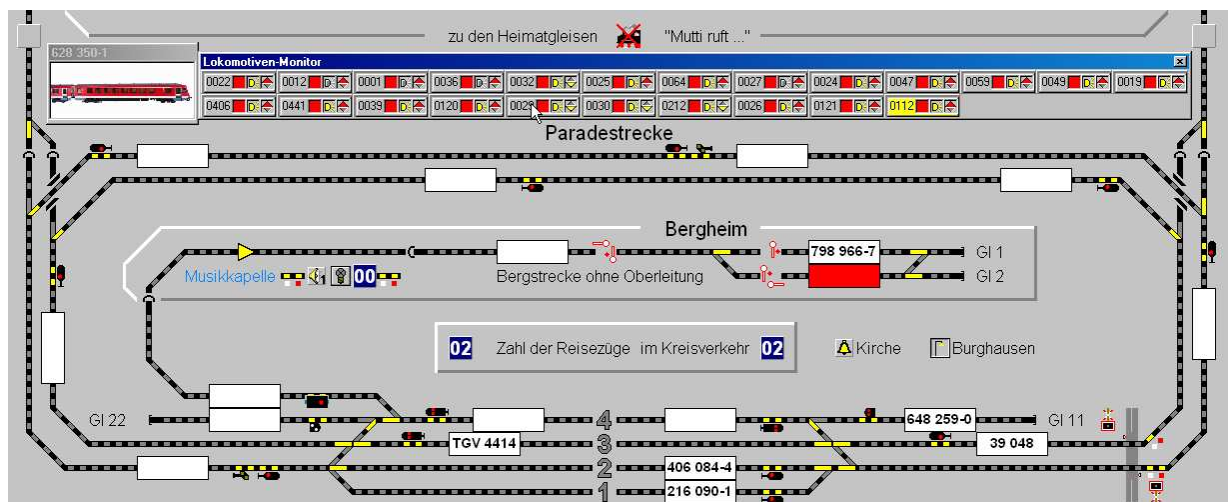 zu den Heimatgleisen "Mutti ruft ..."
628 350-1
Lokomotiven-Monitor
0022 D 0012 D 0001 D 0036 D 0032 D 0025 D 0064 D 0027 D 0024 D 0047 D 0059 D 0049 D 0019 D
0406 D 0441 D 0039 D 0120 D 0029 D 0030 D 0212 D 0026 D 0121 D 0112 D
Paradestrecke
Bergheim
798 966-7 Gl 1
Musikkapelle 1 00 Bergstrecke ohne Oberleitung Gl 2
02 Zahl der Reisezüge im Kreisverkehr 02 Kirche Burghausen
Gl 22 4 648 259-0 Gl 11
TGV 4414 3 39 048
2 406 084-4
1 216 090-1